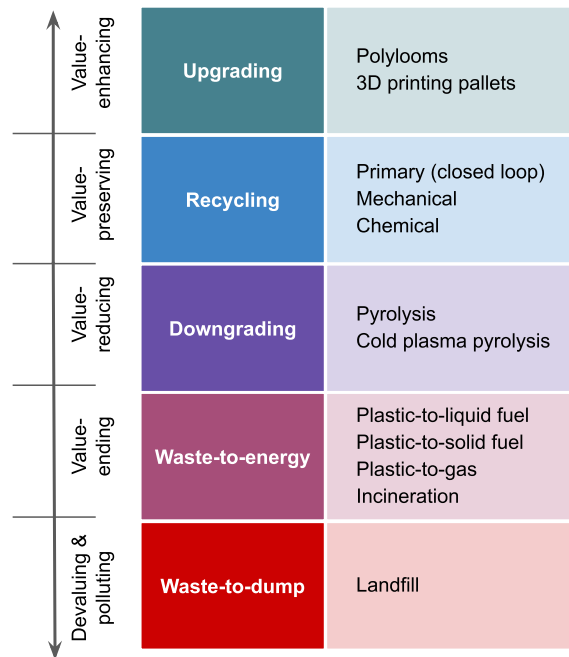 Value-
enhancing
Upgrading
Polylooms
3D printing pallets
Value-
preserving
Recycling
Primary (closed loop)
Mechanical
Chemical
Value-
reducing
Downgrading
Pyrolysis
Cold plasma pyrolysis
Value-
ending
Waste-to-energy
Plastic-to-liquid fuel
Plastic-to-solid fuel
Plastic-to-gas
Incineration
Devaluing &
polluting
Waste-to-dump
Landfill